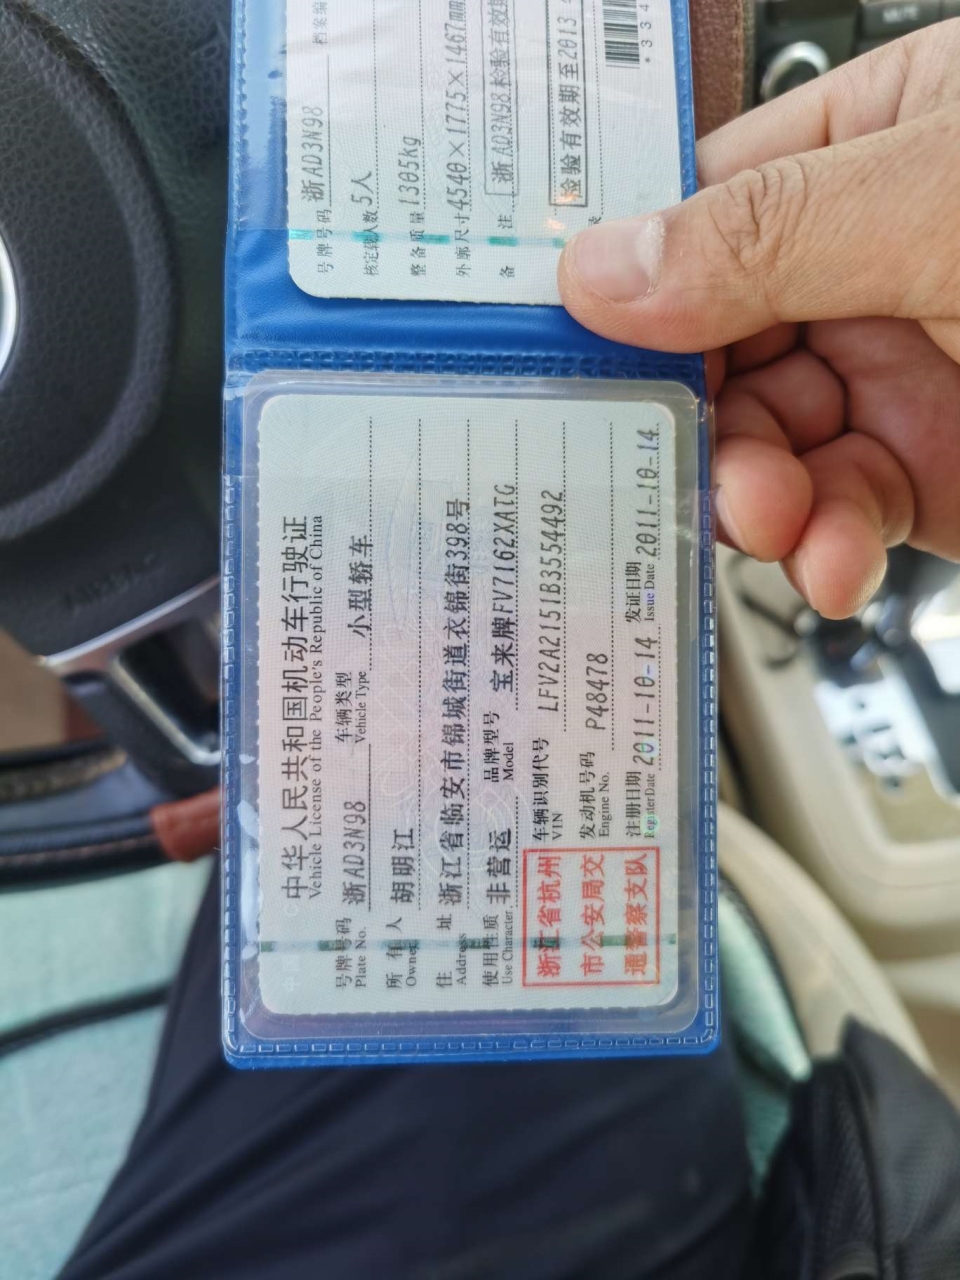 中华人民共和国机动车行驶证
Vehicle License of the People's Republic of China
号牌号码 浙AD3N98 车辆类型 小型轿车
Plate No. Vehicle Type
所有人 胡明江
Owner
住址 浙江省临安市锦城街道衣锦街398号
Address
使用性质 非营运 品牌型号 宝来牌FV7162XATG
Use Character Model
浙江省杭州
市公安局交
通警察支队
车辆识别代号 LFV2A2151B3554492
VIN
发动机号码 P48478
Engine No.
注册日期 2011-10-14 发证日期 2011-10-14
Register Date Issue Date
号牌号码 浙AD3N98 档案编
核定载人数 5人
整备质量 1305kg
外廓尺寸 4540×1775×1467mm
备注 浙AD3N98检验有效期
检验有效期至2013
*334